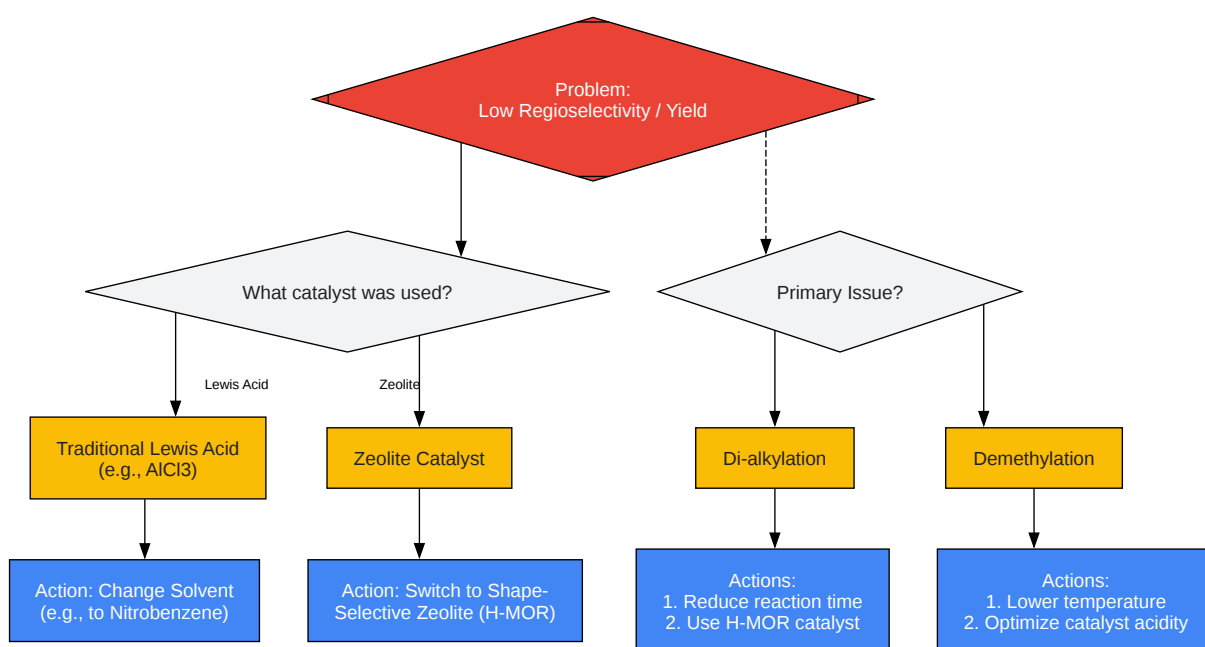 Problem:
Low Regioselectivity / Yield
What catalyst was used?
Primary Issue?
Lewis Acid
Zeolite
Traditional Lewis Acid
(e.g., AlCl3)
Zeolite Catalyst
Di-alkylation
Demethylation
Action: Change Solvent
(e.g., to Nitrobenzene)
Action: Switch to Shape-
Selective Zeolite (H-MOR)
Actions:
1. Reduce reaction time
2. Use H-MOR catalyst
Actions:
1. Lower temperature
2. Optimize catalyst acidity